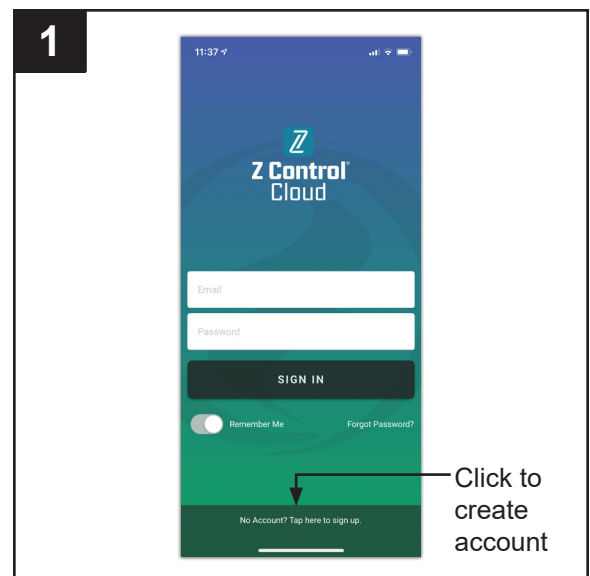 1
11:37
Z Control®
Cloud
Email
Password
SIGN IN
Remember Me
Forgot Password?
No Account? Tap here to sign up.
Click to
create
account